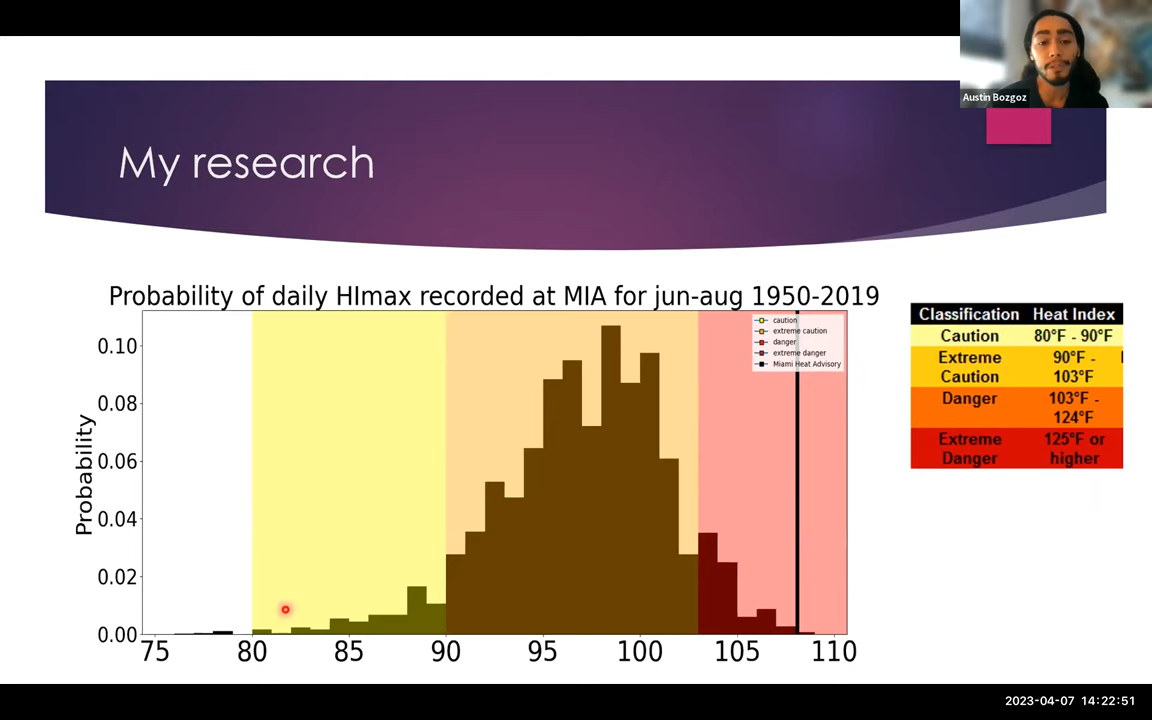 Austin Bozgoz
My research
Probability of daily HImax recorded at MIA for jun-aug 1950-2019
caution
extreme caution
danger
extreme danger
Miami Heat Advisory
Probability
0.10
0.08
0.06
0.04
0.02
0.00
75 80 85 90 95 100 105 110
Classification Heat Index
Caution 80°F - 90°F
Extreme 90°F -
Caution 103°F
Danger 103°F -
124°F
Extreme 125°F or
Danger higher
2023-04-07 14:22:51